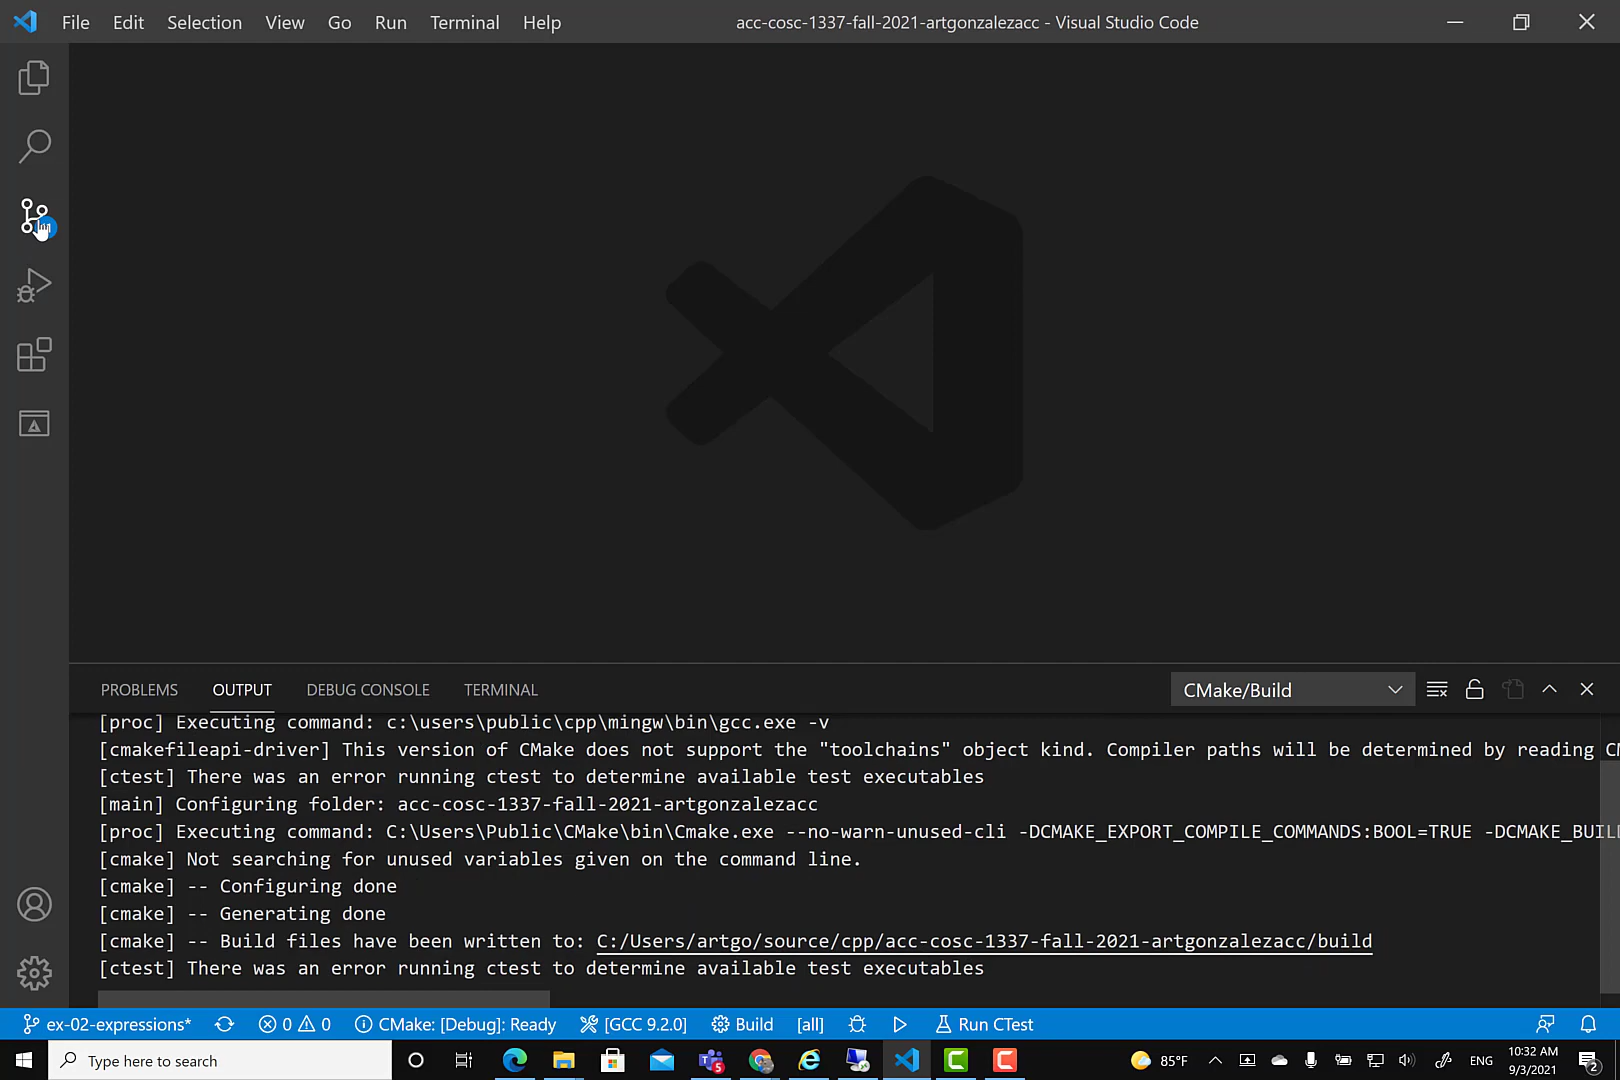 File Edit Selection View Go Run Terminal Help
acc-cosc-1337-fall-2021-artgonzalezacc - Visual Studio Code
PROBLEMS OUTPUT DEBUG CONSOLE TERMINAL
CMake/Build
[proc] Executing command: c:\users\public\cpp\mingw\bin\gcc.exe -v
[cmakefileapi-driver] This version of CMake does not support the "toolchains" object kind. Compiler paths will be determined by reading CM
[ctest] There was an error running ctest to determine available test executables
[main] Configuring folder: acc-cosc-1337-fall-2021-artgonzalezacc
[proc] Executing command: C:\Users\Public\CMake\bin\Cmake.exe --no-warn-unused-cli -DCMAKE_EXPORT_COMPILE_COMMANDS:BOOL=TRUE -DCMAKE_BUIL
[cmake] Not searching for unused variables given on the command line.
[cmake] -- Configuring done
[cmake] -- Generating done
[cmake] -- Build files have been written to: C:/Users/artgo/source/cpp/acc-cosc-1337-fall-2021-artgonzalezacc/build
[ctest] There was an error running ctest to determine available test executables
ex-02-expressions* 0 0 CMake: [Debug]: Ready [GCC 9.2.0] Build [all] Run CTest
Type here to search
5
85°F
ENG
10:32 AM
9/3/2021
2